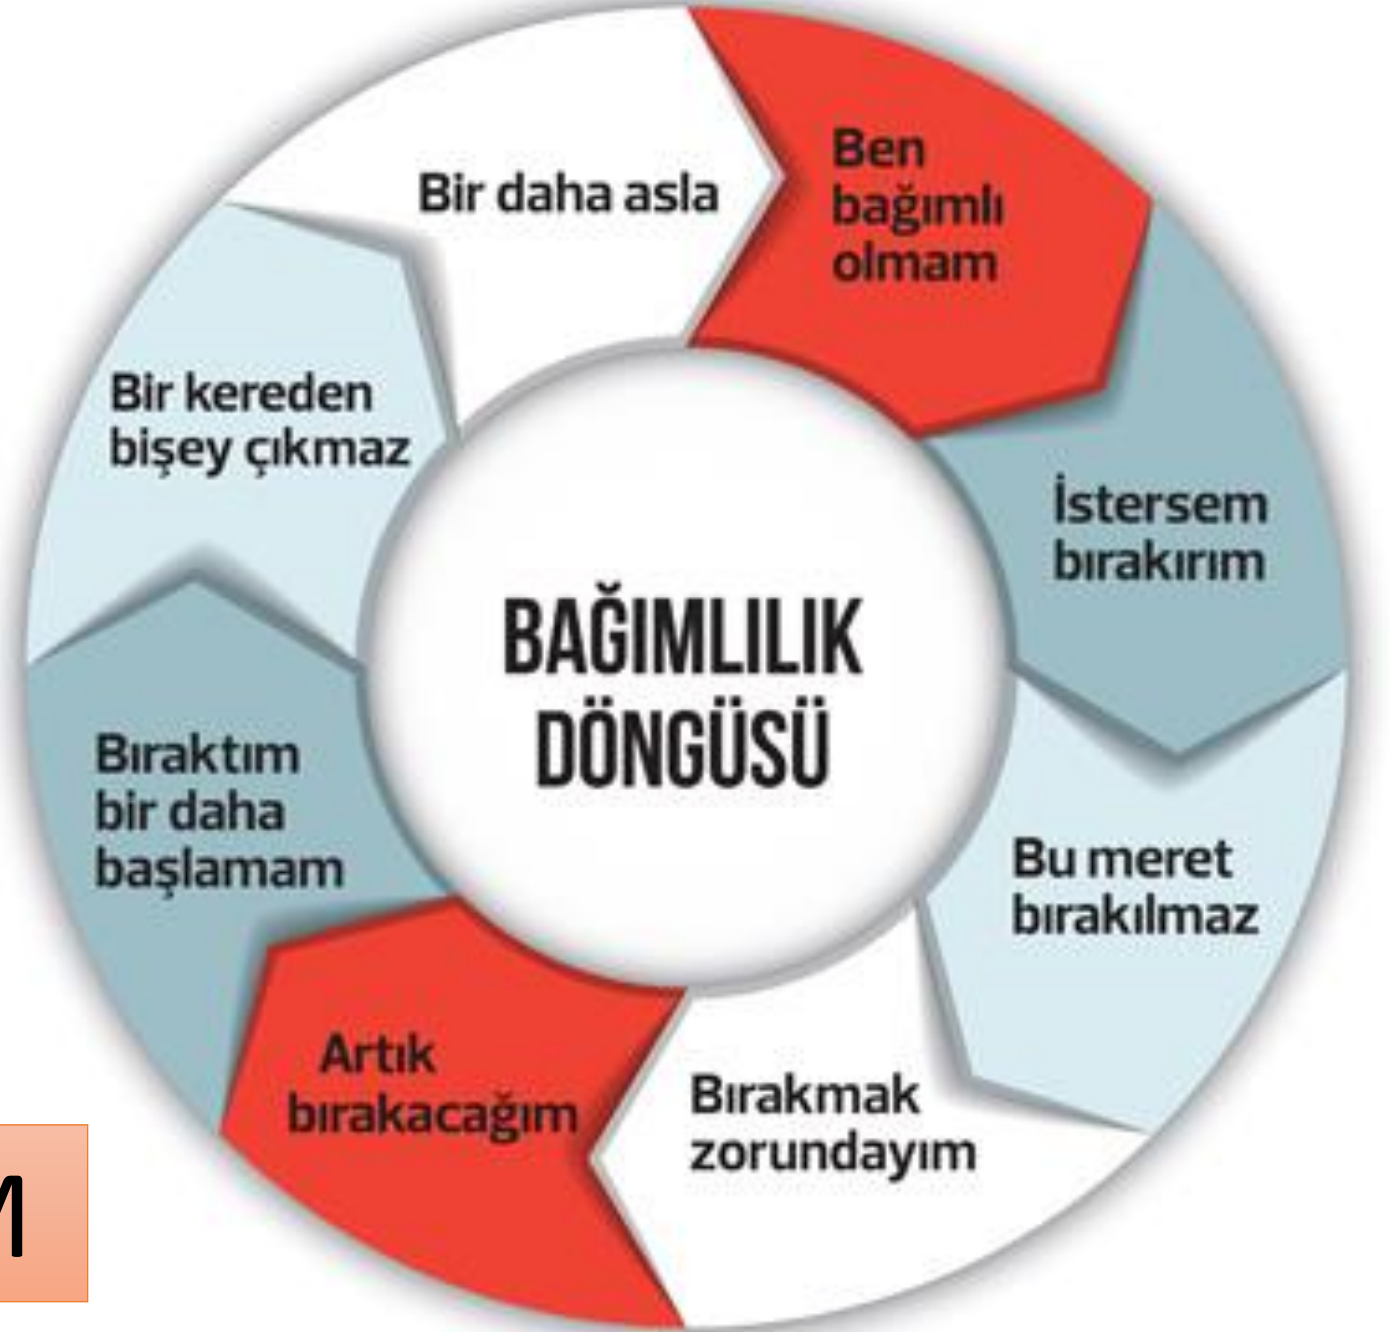 BAĞIMLILIK
DÖNGÜSÜ
Ben
bağımlı
olmam
İstersem
bırakırım
Bu meret
bırakılmaz
Bırakmak
zorundayım
Artık
bırakacağım
Bıraktım
bir daha
başlamam
Bir kereden
bişey çıkmaz
Bir daha asla